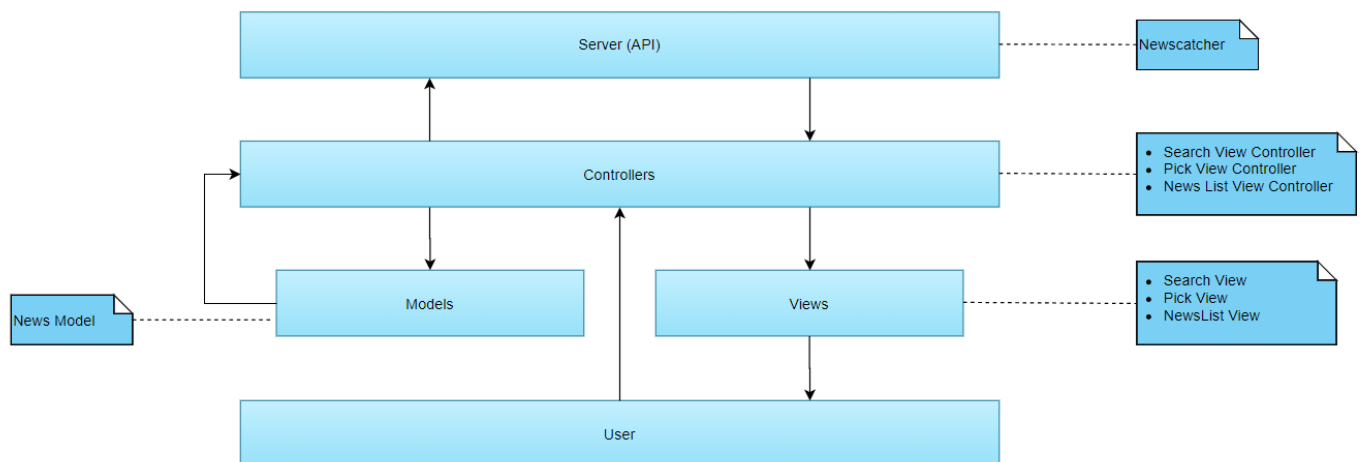 Server (API)
Newscatcher
Controllers
• Search View Controller
• Pick View Controller
• News List View Controller
Models
Views
• Search View
• Pick View
• NewsList View
News Model
User